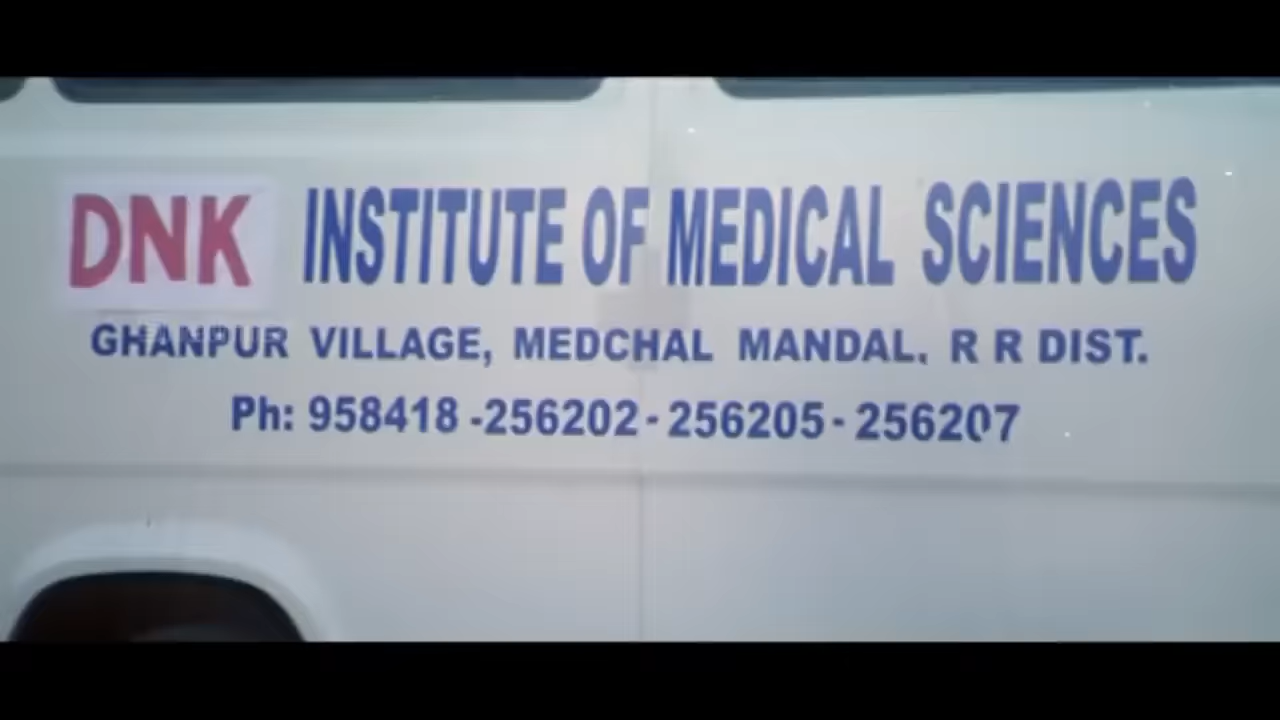 DNK INSTITUTE OF MEDICAL SCIENCES
GHANPUR VILLAGE, MEDCHAL MANDAL. R R DIST.
Ph: 958418 -256202 - 256205 - 256207